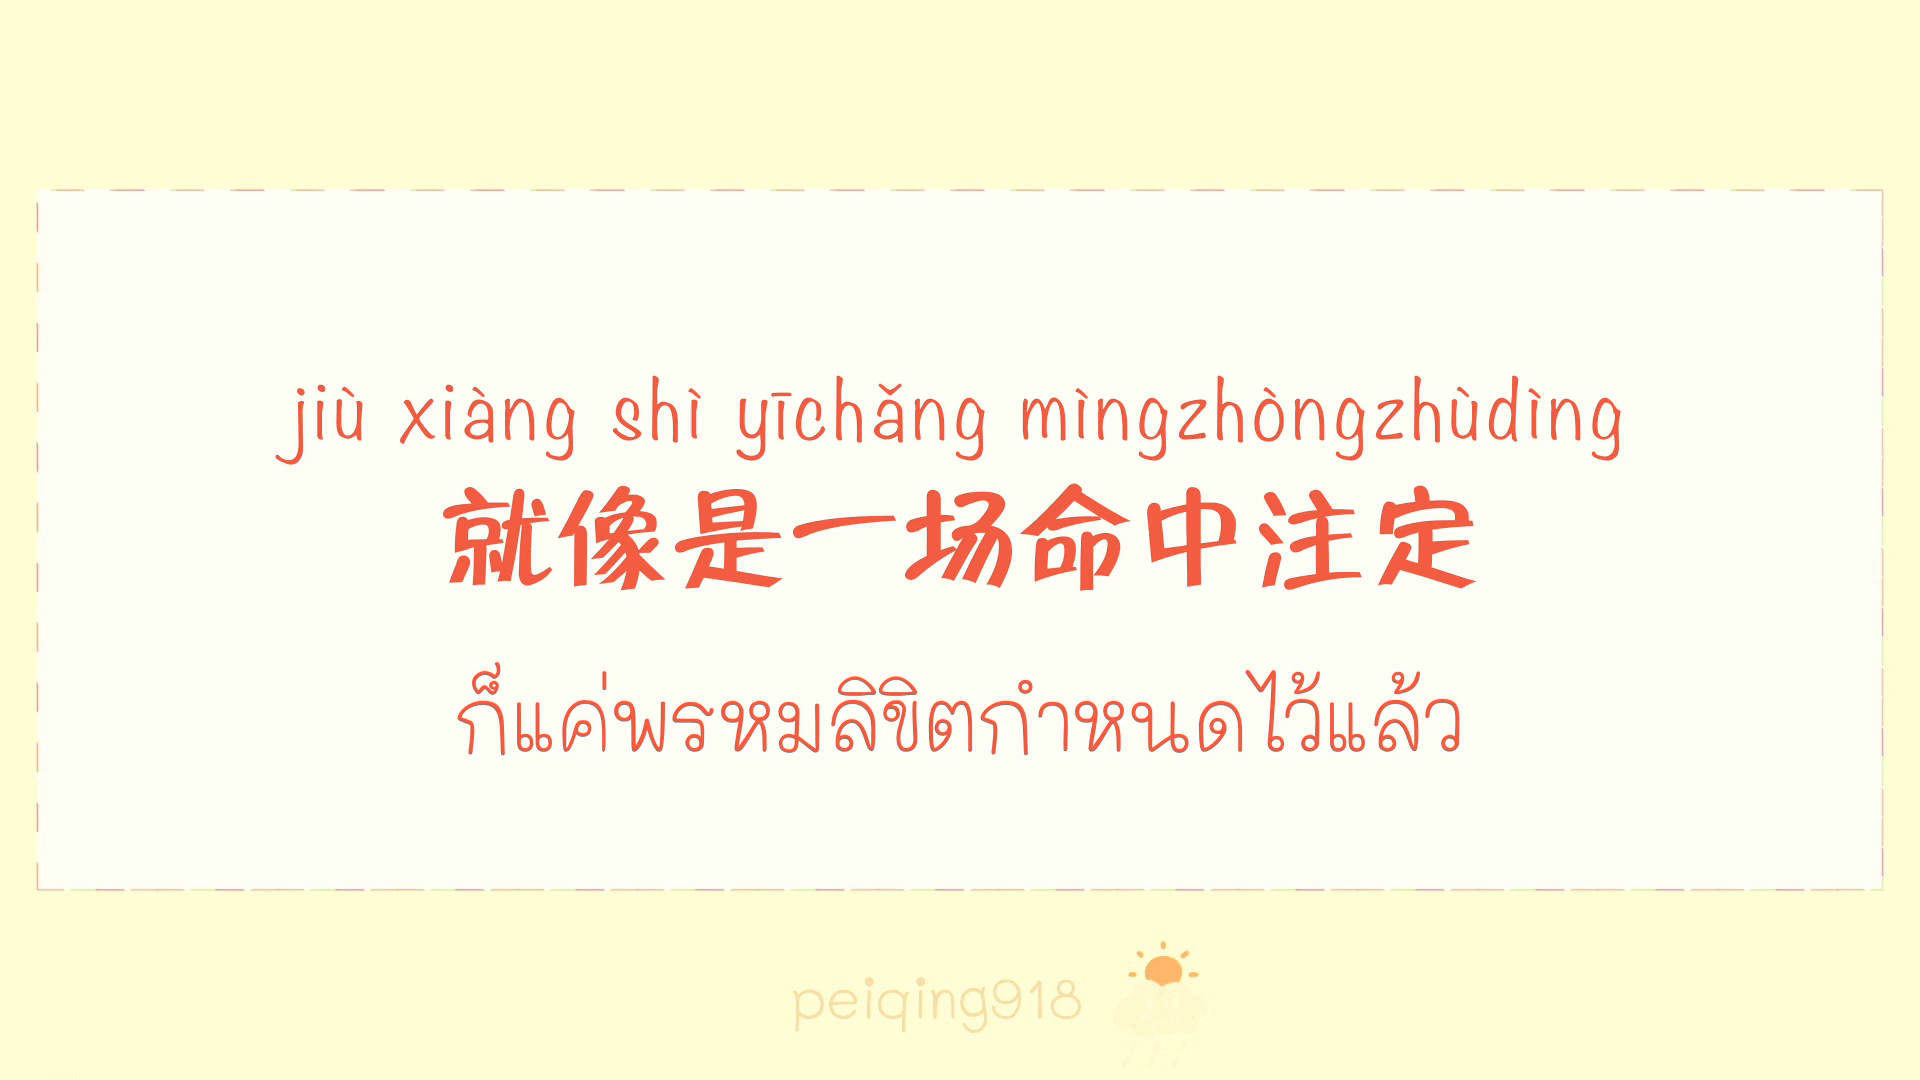 jiù xiàng shì yīchǎng mìngzhòngzhùdìng
就像是一场命中注定
ก็แค่พรหมลิขิตกำหนดไว้แล้ว
peiqing918